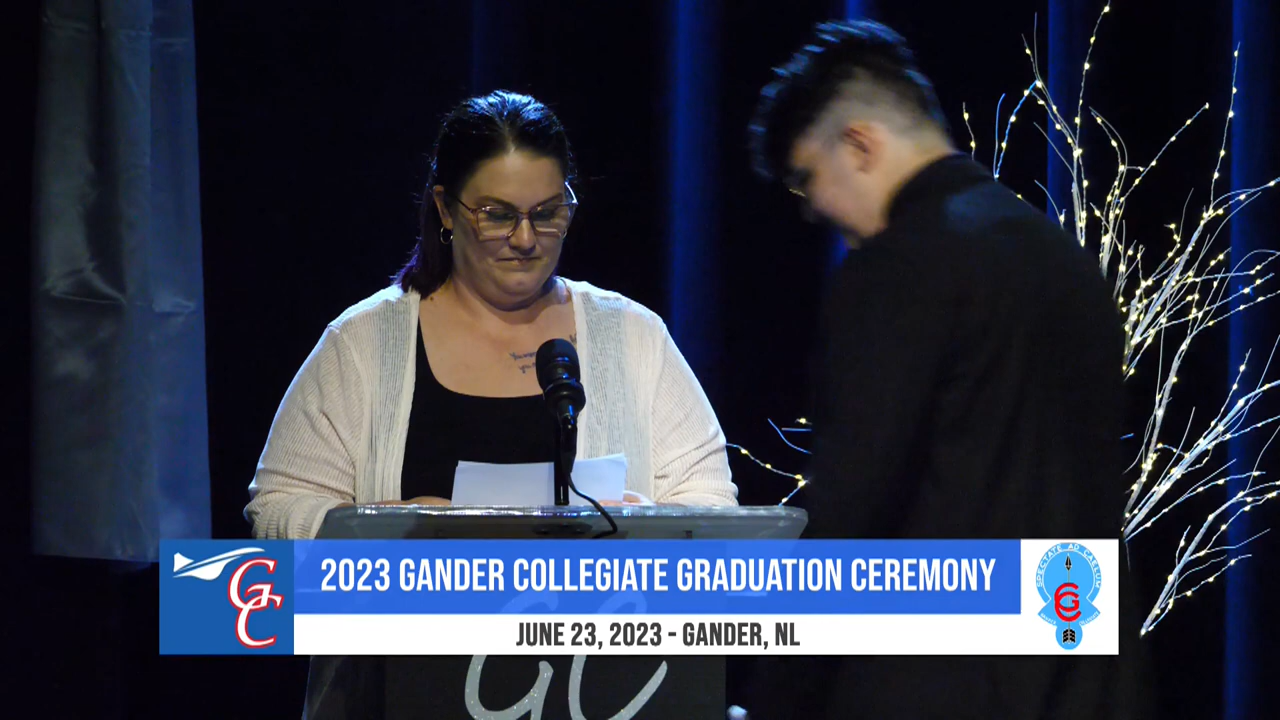 2023 GANDER COLLEGIATE GRADUATION CEREMONY
JUNE 23, 2023 - GANDER, NL
GC
SPECTATE AD CAELUM
GC
GC